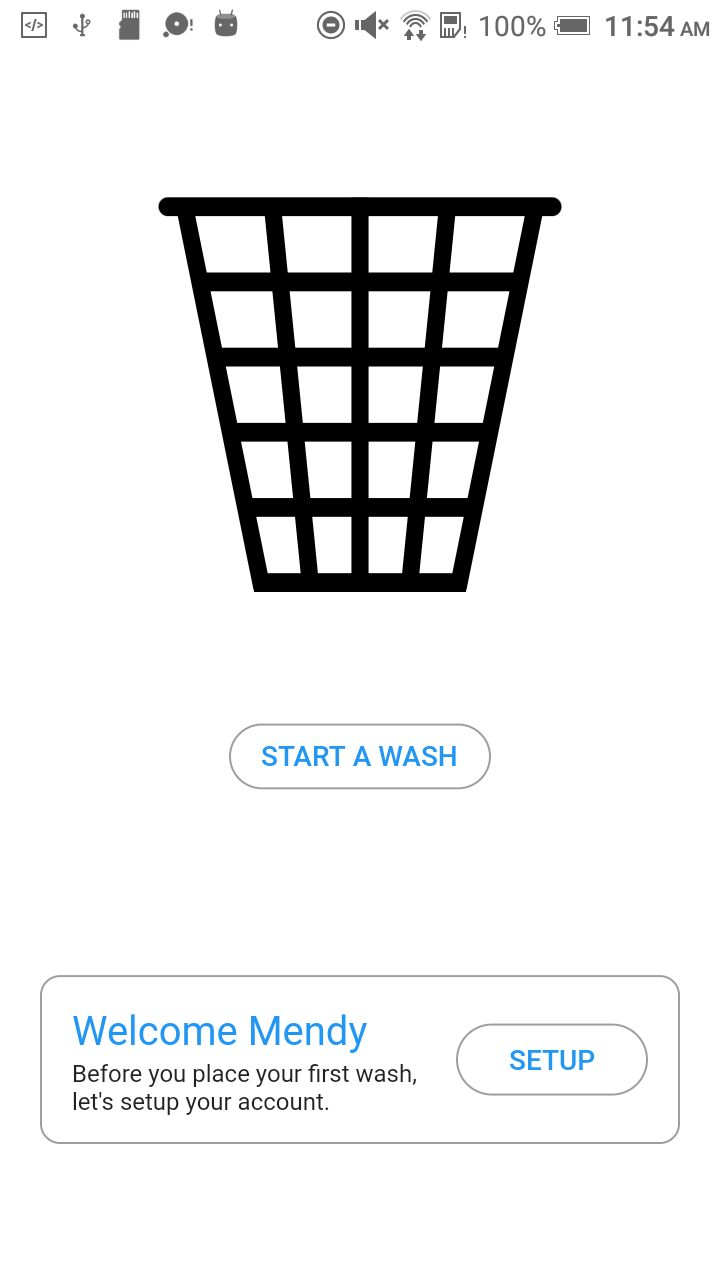 100% 11:54 AM
START A WASH
Welcome Mendy
Before you place your first wash,
let's setup your account.
SETUP